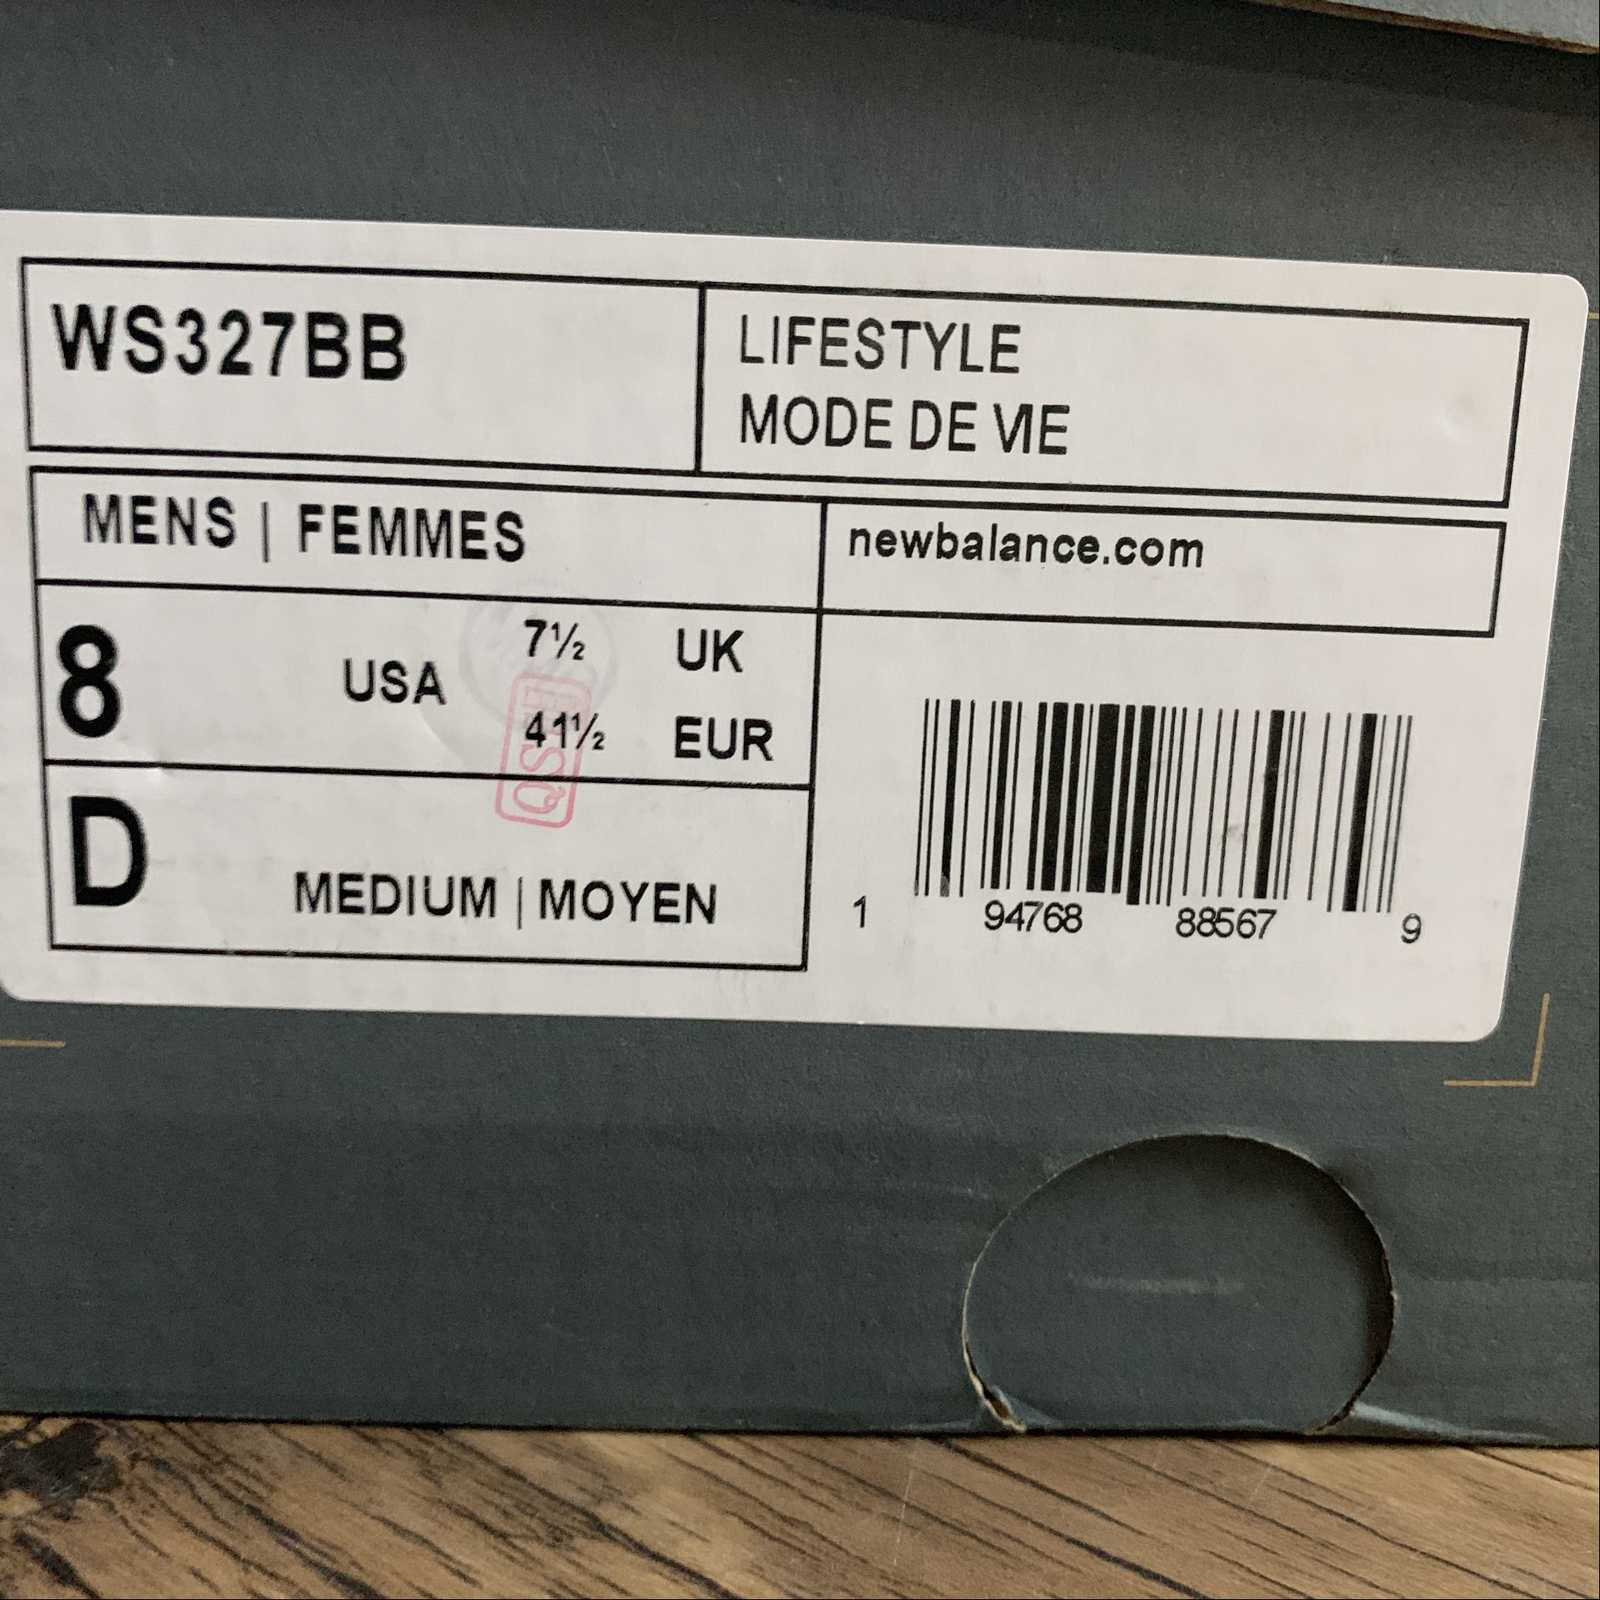 WS327BB
LIFESTYLE
MODE DE VIE
MENS | FEMMES
newbalance.com
8 USA 7½ UK
41½ EUR
D MEDIUM | MOYEN
1 94768 88567 9